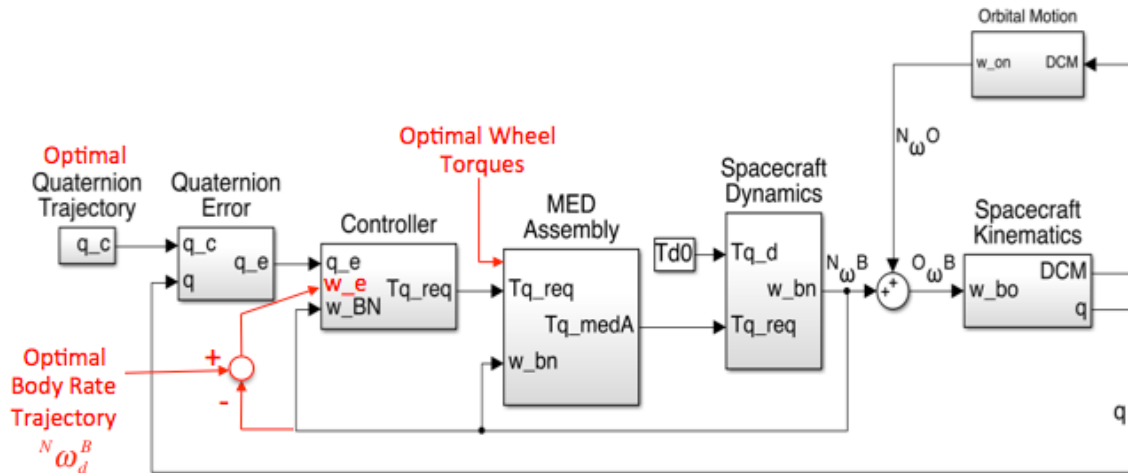 Orbital Motion
w_on DCM
NωO
Optimal Wheel
Torques
Optimal
Quaternion
Trajectory
q_c
Quaternion
Error
q_c
q
q_e
Controller
q_e
w_e
w_BN
Tq_req
MED
Assembly
Tq_req
Tq_medA
w_bn
Td0
Spacecraft
Dynamics
Tq_d
w_bn
Tq_req
NωB
++
OωB
Spacecraft
Kinematics
DCM
w_bo
q
Optimal
Body Rate
Trajectory
NωdB
+
-
q